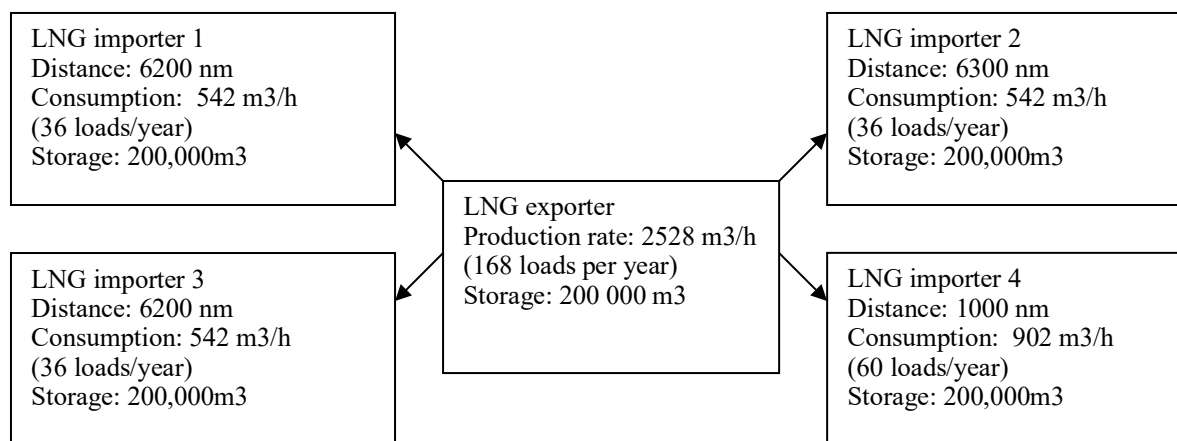 LNG importer 1
Distance: 6200 nm
Consumption:  542 m3/h
(36 loads/year)
Storage: 200,000m3
LNG importer 2
Distance: 6300 nm
Consumption:  542 m3/h
(36 loads/year)
Storage: 200,000m3
LNG exporter
Production rate: 2528 m3/h
(168 loads per year)
Storage: 200 000 m3
LNG importer 3
Distance: 6200 nm
Consumption: 542 m3/h
(36 loads/year)
Storage: 200,000m3
LNG importer 4
Distance: 1000 nm
Consumption:  902 m3/h
(60 loads/year)
Storage: 200,000m3